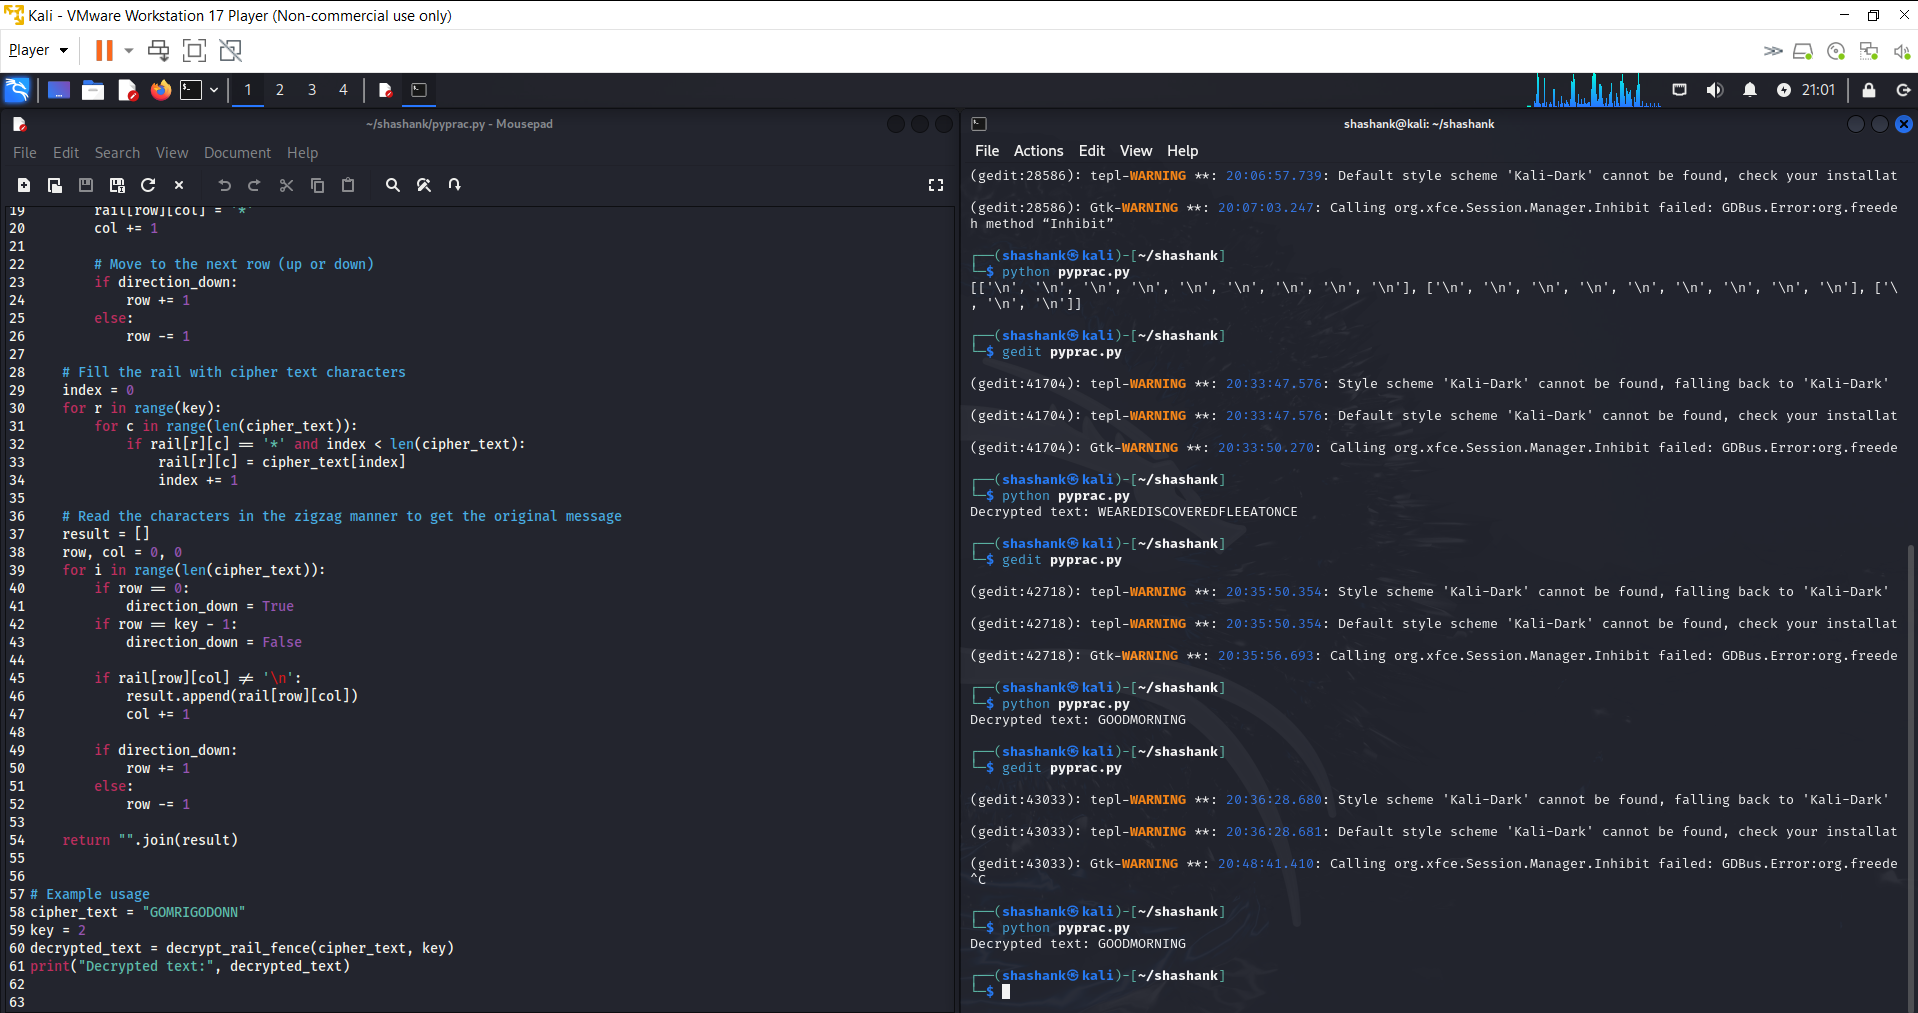 Kali - VMware Workstation 17 Player (Non-commercial use only)
Player
1 2 3 4
21:01
~/shashank/pyprac.py - Mousepad
File Edit Search View Document Help
19 rail[row][col] = '*'
20 col += 1
21
22 # Move to the next row (up or down)
23 if direction_down:
24 row += 1
25 else:
26 row -= 1
27
28 # Fill the rail with cipher text characters
29 index = 0
30 for r in range(key):
31 for c in range(len(cipher_text)):
32 if rail[r][c] == '*' and index < len(cipher_text):
33 rail[r][c] = cipher_text[index]
34 index += 1
35
36 # Read the characters in the zigzag manner to get the original message
37 result = []
38 row, col = 0, 0
39 for i in range(len(cipher_text)):
40 if row == 0:
41 direction_down = True
42 if row == key - 1:
43 direction_down = False
44
45 if rail[row][col] != '\n':
46 result.append(rail[row][col])
47 col += 1
48
49 if direction_down:
50 row += 1
51 else:
52 row -= 1
53
54 return "".join(result)
55
56
57 # Example usage
58 cipher_text = "GOMRIGODONN"
59 key = 2
60 decrypted_text = decrypt_rail_fence(cipher_text, key)
61 print("Decrypted text:", decrypted_text)
62
63
shashank@kali: ~/shashank
File Actions Edit View Help
(gedit:28586): tepl-WARNING **: 20:06:57.739: Default style scheme 'Kali-Dark' cannot be found, check your installat
(gedit:28586): Gtk-WARNING **: 20:07:03.247: Calling org.xfce.Session.Manager.Inhibit failed: GDBus.Error:org.freede
h method “Inhibit”
┌──(shashank㉿kali)-[~/shashank]
└─$ python pyprac.py
[['\n', '\n', '\n', '\n', '\n', '\n', '\n', '\n', '\n'], ['\n', '\n', '\n', '\n', '\n', '\n', '\n', '\n', '\n'], ['\
, '\n', '\n']]
┌──(shashank㉿kali)-[~/shashank]
└─$ gedit pyprac.py
(gedit:41704): tepl-WARNING **: 20:33:47.576: Style scheme 'Kali-Dark' cannot be found, falling back to 'Kali-Dark'
(gedit:41704): tepl-WARNING **: 20:33:47.576: Default style scheme 'Kali-Dark' cannot be found, check your installat
(gedit:41704): Gtk-WARNING **: 20:33:50.270: Calling org.xfce.Session.Manager.Inhibit failed: GDBus.Error:org.freede
┌──(shashank㉿kali)-[~/shashank]
└─$ python pyprac.py
Decrypted text: WEAREDISCOVEREDFLEEATONCE
┌──(shashank㉿kali)-[~/shashank]
└─$ gedit pyprac.py
(gedit:42718): tepl-WARNING **: 20:35:50.354: Style scheme 'Kali-Dark' cannot be found, falling back to 'Kali-Dark'
(gedit:42718): tepl-WARNING **: 20:35:50.354: Default style scheme 'Kali-Dark' cannot be found, check your installat
(gedit:42718): Gtk-WARNING **: 20:35:56.693: Calling org.xfce.Session.Manager.Inhibit failed: GDBus.Error:org.freede
┌──(shashank㉿kali)-[~/shashank]
└─$ python pyprac.py
Decrypted text: GOODMORNING
┌──(shashank㉿kali)-[~/shashank]
└─$ gedit pyprac.py
(gedit:43033): tepl-WARNING **: 20:36:28.680: Style scheme 'Kali-Dark' cannot be found, falling back to 'Kali-Dark'
(gedit:43033): tepl-WARNING **: 20:36:28.681: Default style scheme 'Kali-Dark' cannot be found, check your installat
(gedit:43033): Gtk-WARNING **: 20:48:41.410: Calling org.xfce.Session.Manager.Inhibit failed: GDBus.Error:org.freede
^C
┌──(shashank㉿kali)-[~/shashank]
└─$ python pyprac.py
Decrypted text: GOODMORNING
┌──(shashank㉿kali)-[~/shashank]
└─$